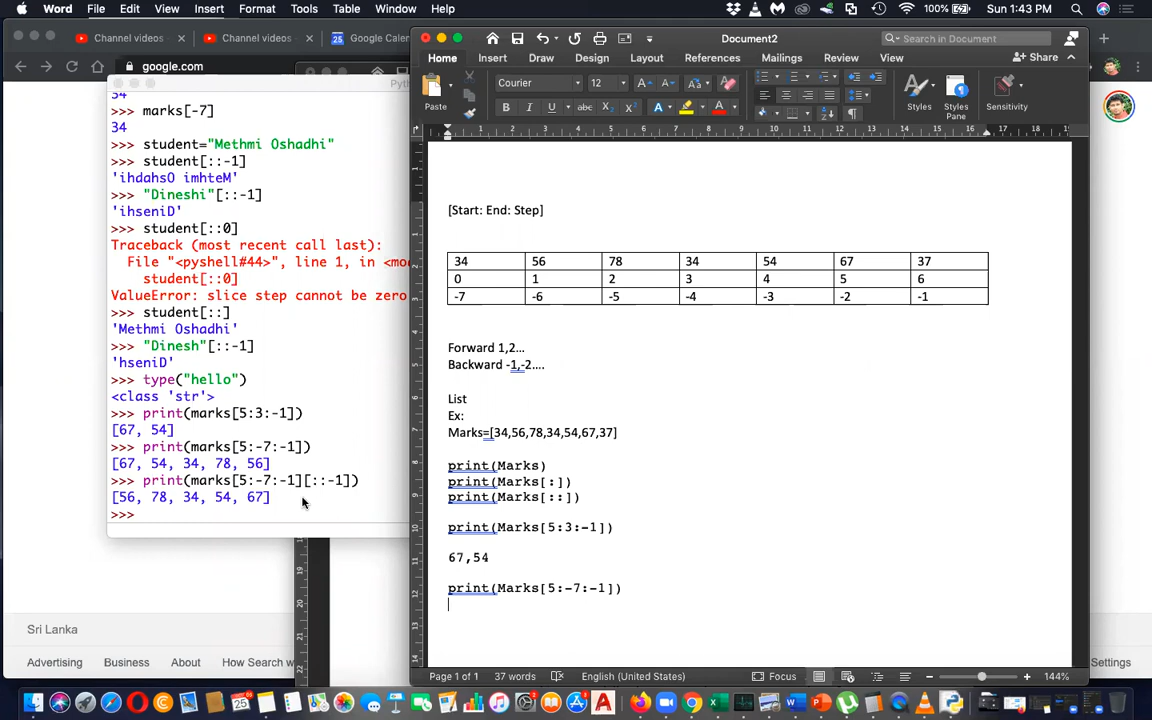 Word File Edit View Insert Format Tools Table Window Help 100% Sun 1:43 PM
Channel videos × Channel videos × Google Caler
google.com
Document2
Search in Document
Home Insert Draw Design Layout References Mailings Review View Share
Paste Courier 12 Styles Styles Pane Sensitivity
54
>>> marks[-7]
34
>>> student="Methmi Oshadhi"
>>> student[::-1]
'ihdahsO imhteM'
>>> "Dineshi"[::-1]
'ihseniD'
>>> student[::0]
Traceback (most recent call last):
File "<pyshell#44>", line 1, in <mo
student[::0]
ValueError: slice step cannot be zero
>>> student[::]
'Methmi Oshadhi'
>>> "Dinesh"[::-1]
'hseniD'
>>> type("hello")
<class 'str'>
>>> print(marks[5:3:-1])
[67, 54]
>>> print(marks[5:-7:-1])
[67, 54, 34, 78, 56]
>>> print(marks[5:-7:-1][::-1])
[56, 78, 34, 54, 67]
>>>
[Start: End: Step]
34 56 78 34 54 67 37
0 1 2 3 4 5 6
-7 -6 -5 -4 -3 -2 -1
Forward 1,2...
Backward -1,-2....
List
Ex:
Marks=[34,56,78,34,54,67,37]
print(Marks)
print(Marks[:])
print(Marks[::])
print(Marks[5:3:-1])
67,54
print(Marks[5:-7:-1])
Sri Lanka
Advertising Business About How Search w Settings
Page 1 of 1 37 words English (United States) Focus 144%